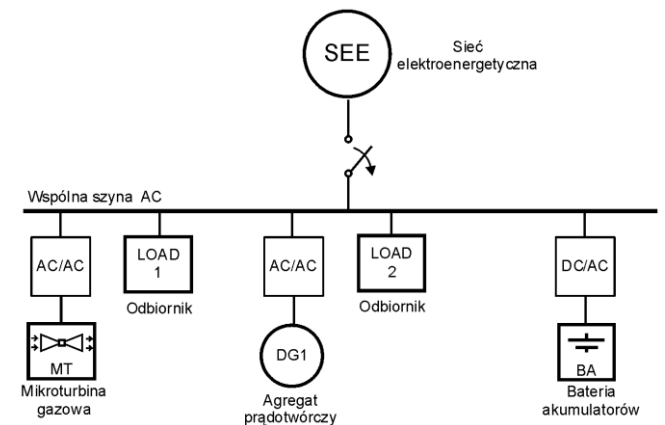 SEE
Sieć
elektroenergetyczna
Wspólna szyna AC
AC/AC
LOAD
1
Odbiornik
AC/AC
LOAD
2
Odbiornik
DC/AC
MT
Mikroturbina
gazowa
DG1
Agregat
prądotwórczy
BA
Bateria
akumulatorów